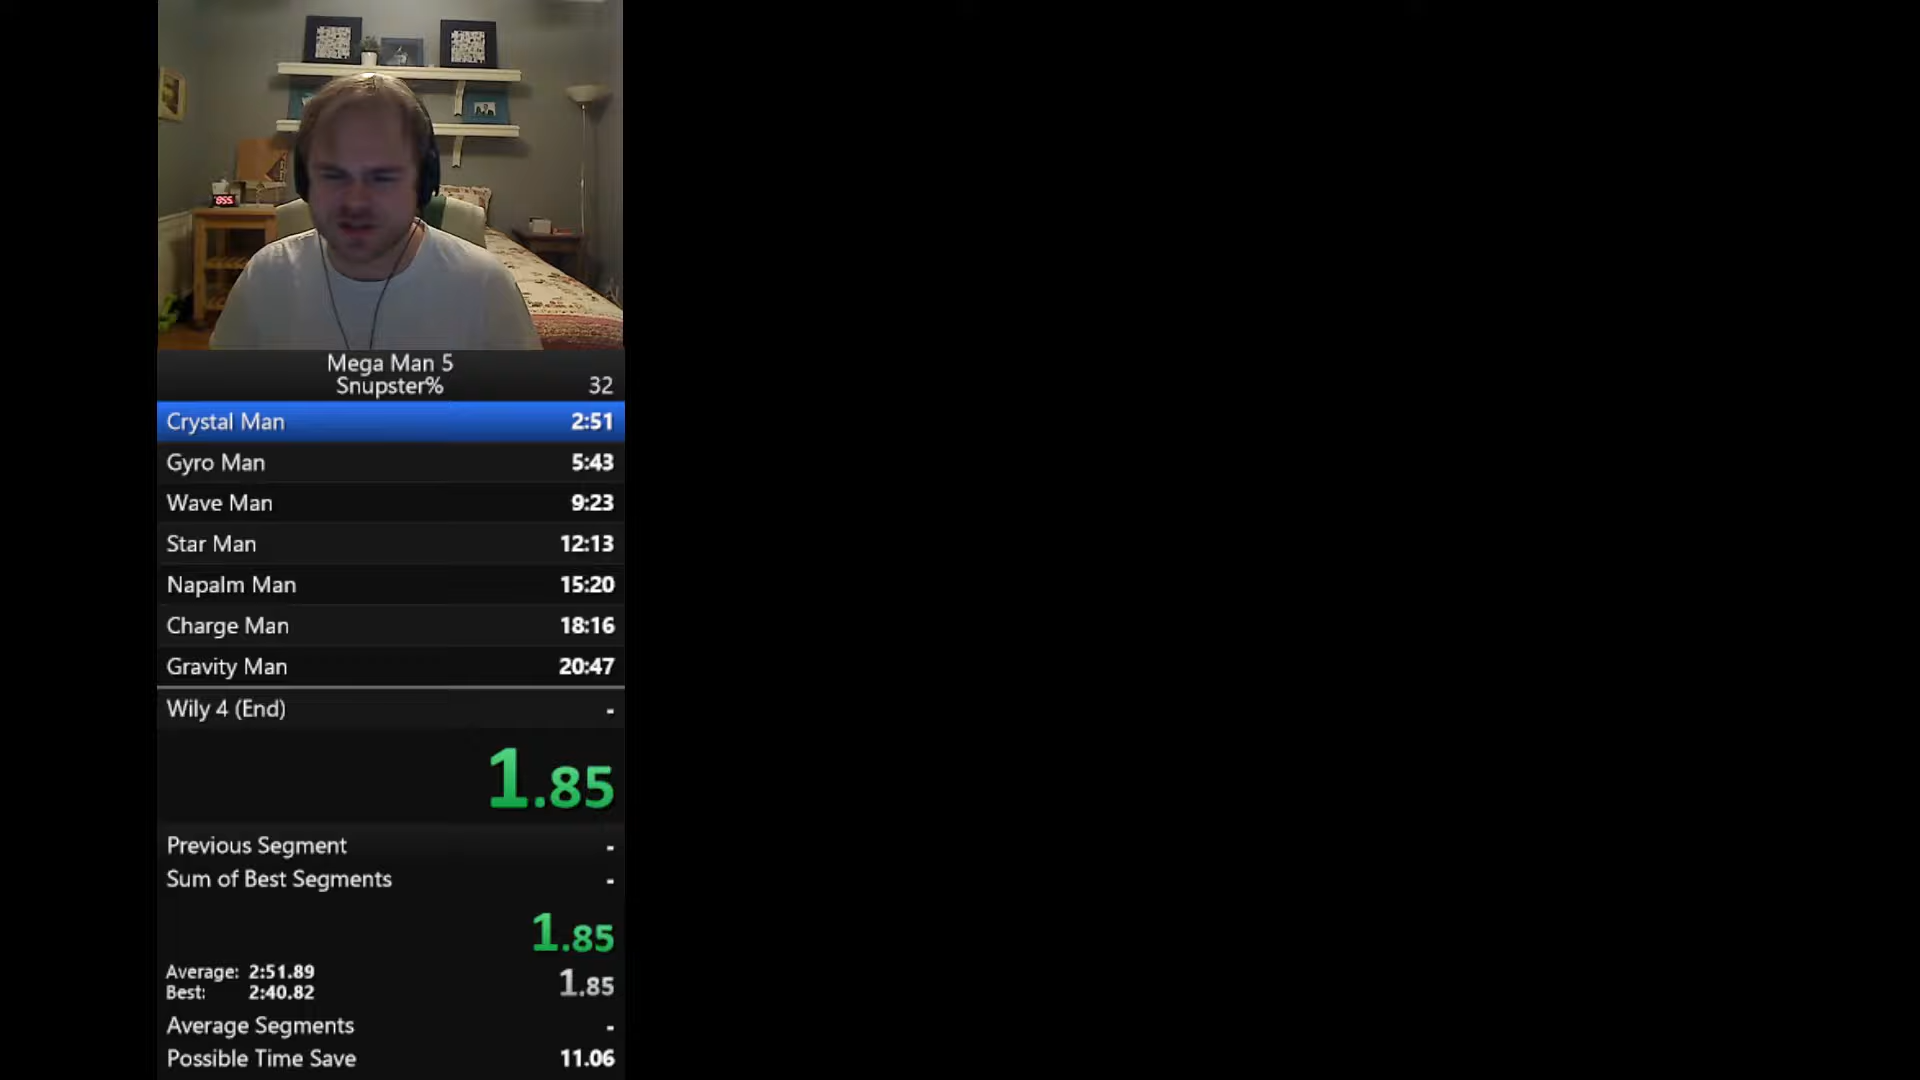 855
Mega Man 5
Snupster% 32
Crystal Man 2:51
Gyro Man 5:43
Wave Man 9:23
Star Man 12:13
Napalm Man 15:20
Charge Man 18:16
Gravity Man 20:47
Wily 4 (End) -
1.85
Previous Segment -
Sum of Best Segments -
1.85
Average: 2:51.89
Best: 2:40.82
1.85
Average Segments -
Possible Time Save 11.06